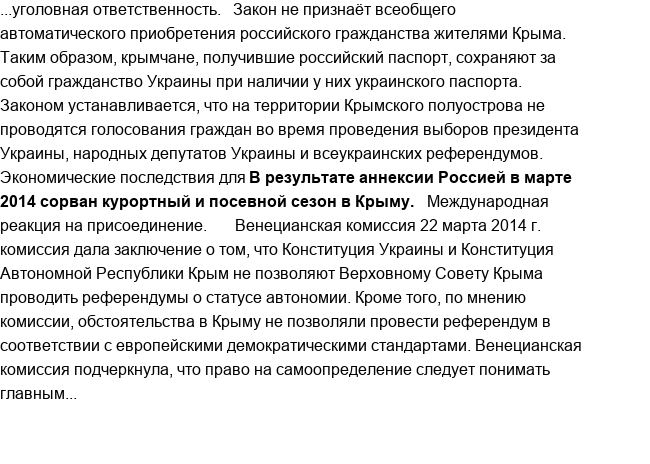 ...уголовная ответственность.   Закон не признаёт всеобщего
автоматического приобретения российского гражданства жителями Крыма.
Таким образом, крымчане, получившие российский паспорт, сохраняют за
собой гражданство Украины при наличии у них украинского паспорта.
Законом устанавливается, что на территории Крымского полуострова не
проводятся голосования граждан во время проведения выборов президента
Украины, народных депутатов Украины и всеукраинских референдумов.
Экономические последствия для В результате аннексии Россией в марте
2014 сорван курортный и посевной сезон в Крыму.   Международная
реакция на присоединение.      Венецианская комиссия 22 марта 2014 г.
комиссия дала заключение о том, что Конституция Украины и Конституция
Автономной Республики Крым не позволяют Верховному Совету Крыма
проводить референдумы о статусе автономии. Кроме того, по мнению
комиссии, обстоятельства в Крыму не позволяли провести референдум в
соответствии с европейскими демократическими стандартами. Венецианская
комиссия подчеркнула, что право на самоопределение следует понимать
главным...